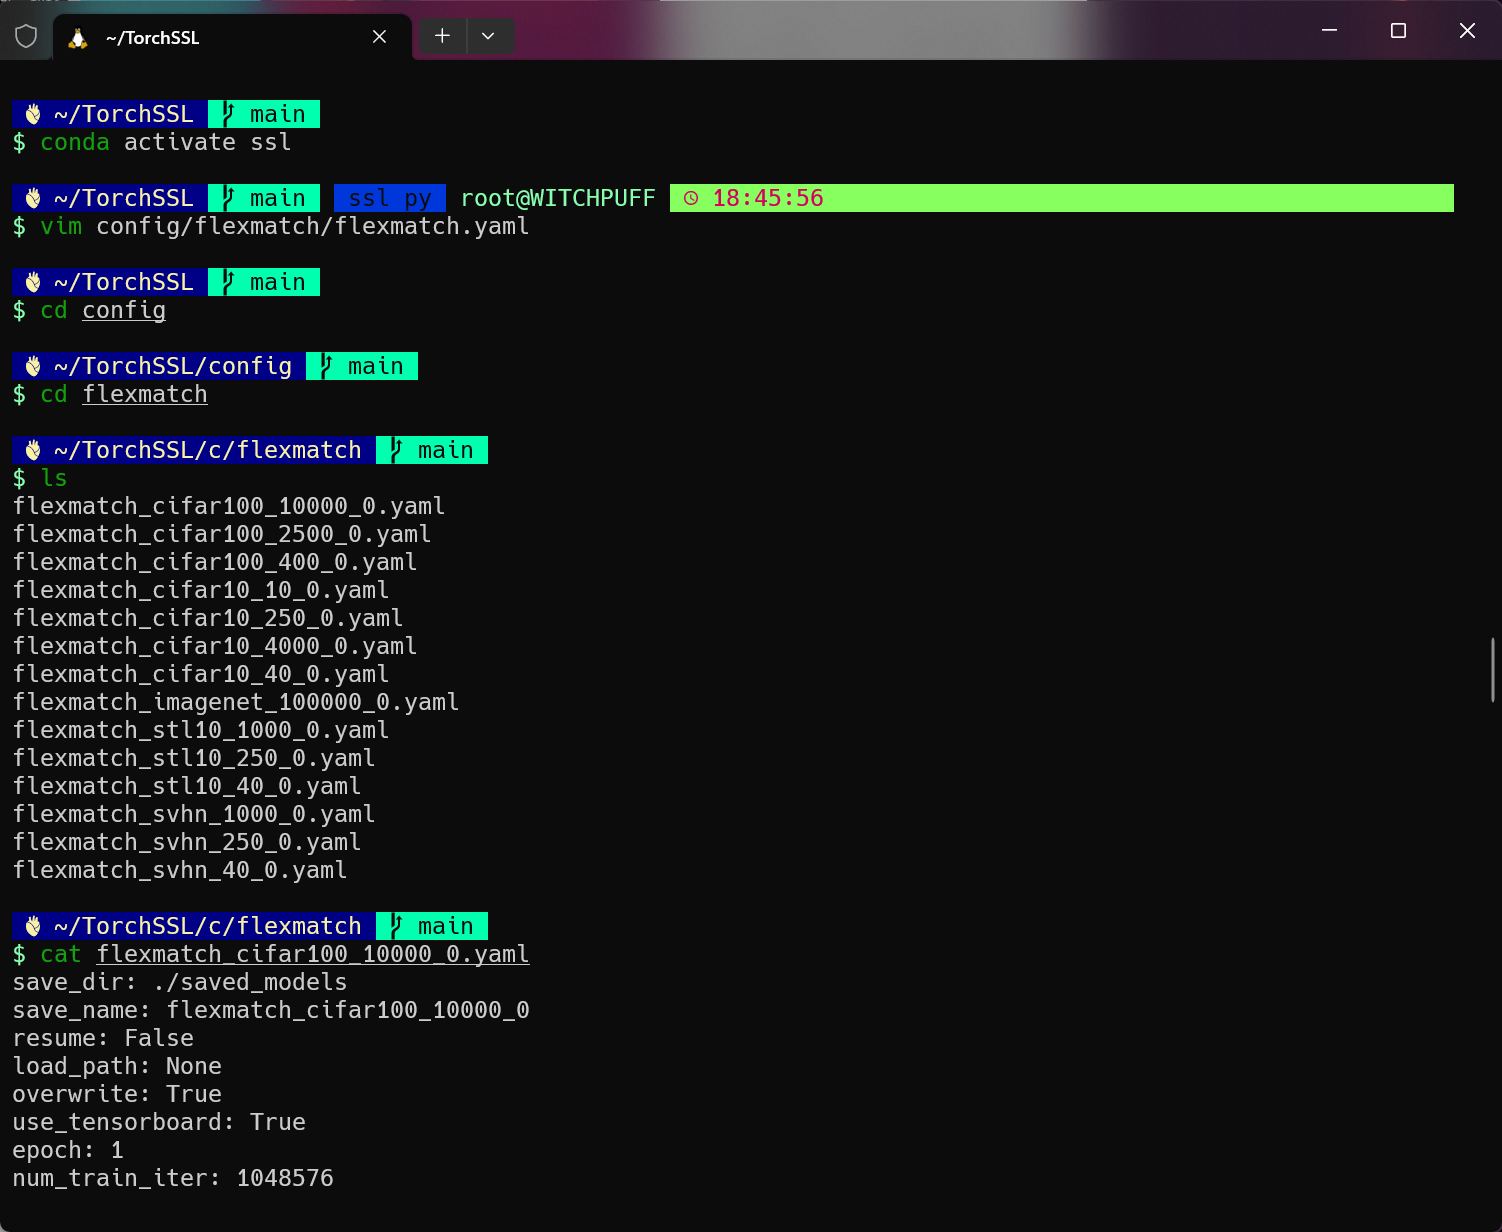 ~/TorchSSL
~/TorchSSL main
$ conda activate ssl
~/TorchSSL main ssl py root@WITCHPUFF 18:45:56
$ vim config/flexmatch/flexmatch.yaml
~/TorchSSL main
$ cd config
~/TorchSSL/config main
$ cd flexmatch
~/TorchSSL/c/flexmatch main
$ ls
flexmatch_cifar100_10000_0.yaml
flexmatch_cifar100_2500_0.yaml
flexmatch_cifar100_400_0.yaml
flexmatch_cifar10_10_0.yaml
flexmatch_cifar10_250_0.yaml
flexmatch_cifar10_4000_0.yaml
flexmatch_cifar10_40_0.yaml
flexmatch_imagenet_100000_0.yaml
flexmatch_stl10_1000_0.yaml
flexmatch_stl10_250_0.yaml
flexmatch_stl10_40_0.yaml
flexmatch_svhn_1000_0.yaml
flexmatch_svhn_250_0.yaml
flexmatch_svhn_40_0.yaml
~/TorchSSL/c/flexmatch main
$ cat flexmatch_cifar100_10000_0.yaml
save_dir: ./saved_models
save_name: flexmatch_cifar100_10000_0
resume: False
load_path: None
overwrite: True
use_tensorboard: True
epoch: 1
num_train_iter: 1048576